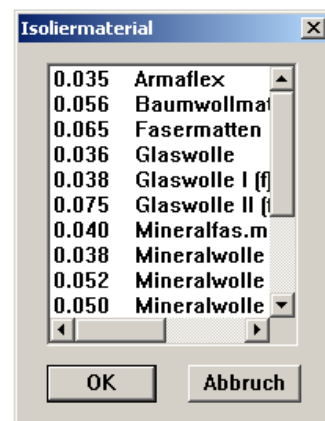 Isoliermaterial
0.035 Armaflex
0.056 Baumwollmat
0.065 Fasermatten
0.036 Glaswolle
0.038 Glaswolle I (f
0.075 Glaswolle II (f
0.040 Mineralfas.m
0.038 Mineralwolle
0.052 Mineralwolle
0.050 Mineralwolle
OK Abbruch